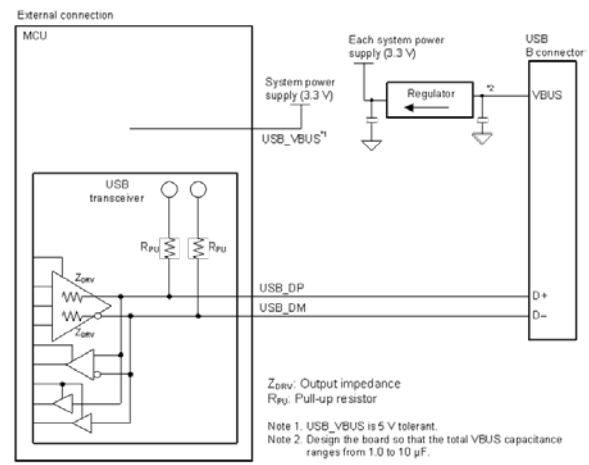 External connection
MCU
Each system power
supply (3.3 V)
USB
B connector
System power
supply (3.3 V)
Regulator
*2
VBUS
USB_VBUS*1
USB
transceiver
RPU
RPU
ZDRV
ZDRV
USB_DP
USB_DM
D+
D−
ZDRV: Output impedance
RPU: Pull-up resistor
Note 1. USB_VBUS is 5 V tolerant.
Note 2. Design the board so that the total VBUS capacitance
ranges from 1.0 to 10 μF.